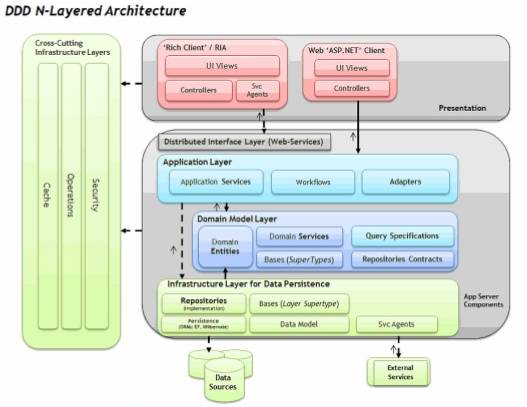 DDD N-Layered Architecture
Cross-Cutting
Infrastructure Layers
Cache
Operations
Security
'Rich Client' / RIA
UI Views
Controllers
Svc
Agents
Web 'ASP.NET' Client
UI Views
Controllers
Presentation
Distributed Interface Layer (Web-Services)
Application Layer
Application Services
Workflows
Adapters
Domain Model Layer
Domain
Entities
Domain Services
Query Specifications
Bases (SuperTypes)
Repositories Contracts
Infrastructure Layer for Data Persistence
Repositories
(Implementation)
Bases (Layer Supertype)
Persistence
(ORMs: EF, NHibernate)
Data Model
Svc Agents
App Server
Components
Data
Sources
External
Services